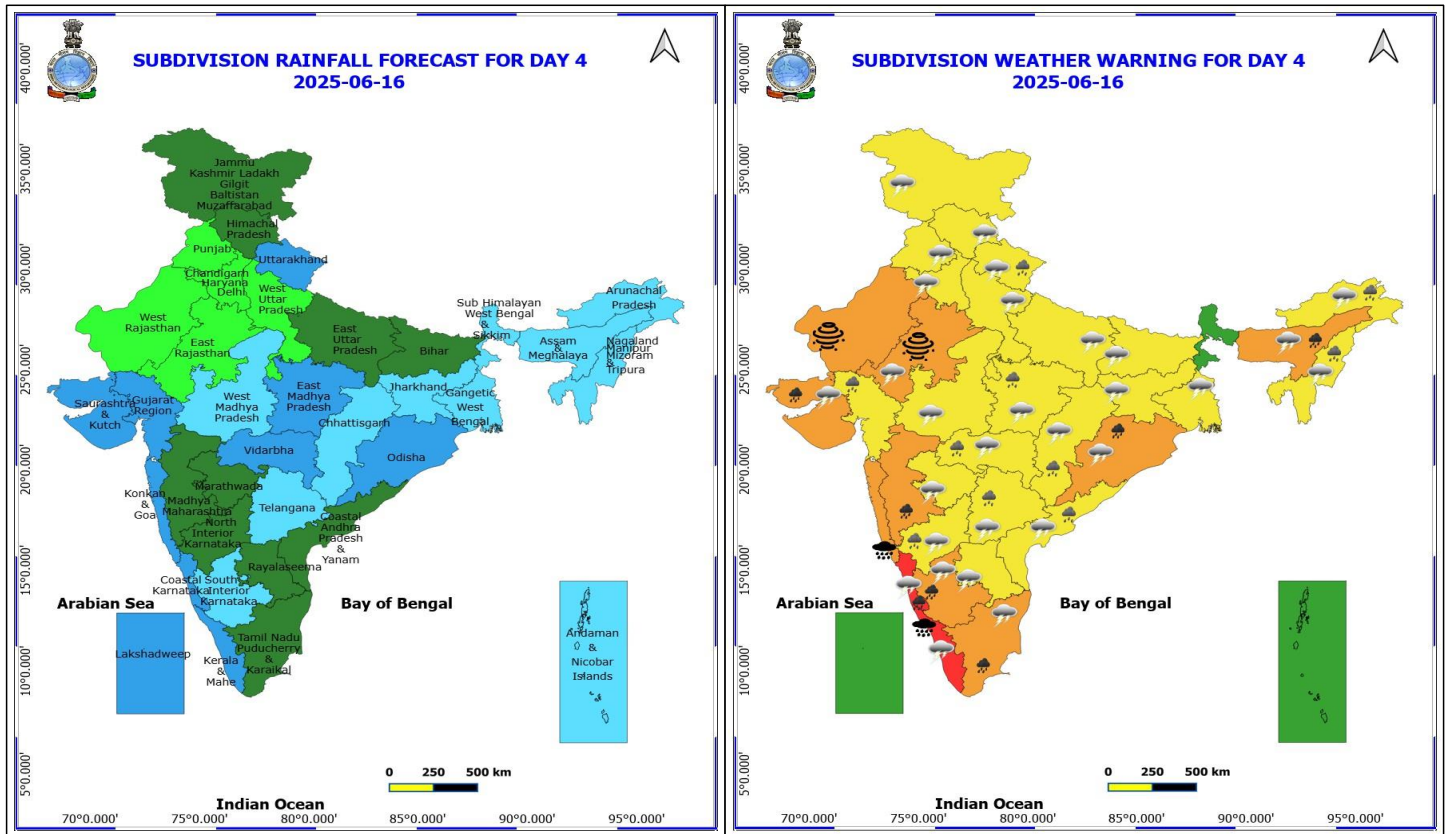 SUBDIVISION RAINFALL FORECAST FOR DAY 4
2025-06-16
40°0.000'
35°0.000'
30°0.000'
25°0.000'
20°0.000'
15°0.000'
10°0.000'
5°0.000'
Jammu
Kashmir Ladakh
Gilgit
Baltistan
Muzaffarabad
Himachal
Pradesh
Punjab
Uttarakhand
Chandigarh
Haryana
Delhi
West
Uttar
Pradesh
West
Rajasthan
East
Rajasthan
East
Uttar
Pradesh
Bihar
Sub Himalayan
West Bengal
&
Sikkim
Arunachal
Pradesh
Assam
&
Meghalaya
Nagaland
Manipur
Mizoram
&
Tripura
Saurashtra
&
Kutch
Gujarat
Region
West
Madhya
Pradesh
East
Madhya
Pradesh
Jharkhand
Gangetic
West
Bengal
Chhattisgarh
Vidarbha
Odisha
Konkan
&
Goa
Marathwada
Madhya
Maharashtra
North
Interior
Karnataka
Telangana
Coastal
Andhra
Pradesh
&
Yanam
Rayalaseema
Coastal
Karnataka
South
Interior
Karnataka
Arabian Sea
Bay of Bengal
Lakshadweep
Kerala
&
Mahe
Tamil Nadu
Puducherry
&
Karaikal
Andaman
&
Nicobar
Islands
0 250 500 km
Indian Ocean
70°0.000' 75°0.000' 80°0.000' 85°0.000' 90°0.000' 95°0.000'
SUBDIVISION WEATHER WARNING FOR DAY 4
2025-06-16
40°0.000'
35°0.000'
30°0.000'
25°0.000'
20°0.000'
15°0.000'
10°0.000'
5°0.000'
Arabian Sea
Bay of Bengal
0 250 500 km
Indian Ocean
70°0.000' 75°0.000' 80°0.000' 85°0.000' 90°0.000' 95°0.000'